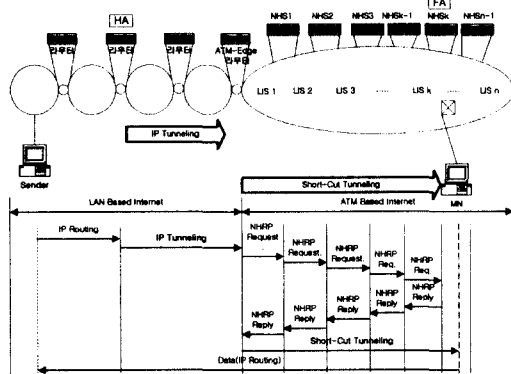 HA
FA
NHS1 NHS2 NHS3 NHSk-1 NHSk NHSn-1
라우터 라우터 라우터 ATM-Edge
라우터
LIS 1 LIS 2 LIS 3 ...... LIS k ...... LIS n
IP Tunneling
Sender
Short-Cut Tunnelling
MN
LAN Based Internet
ATM Based Internet
IP Routing
IP Tunneling
NHRP
Request
NHRP
Request.
NHRP
Request.
NHRP
Req.
NHRP
Req.
NHRP
Reply
NHRP
Reply
NHRP
Reply
NHRP
Reply
NHRP
Reply
Short-Cut Tunnelling
Data(IP Routing)